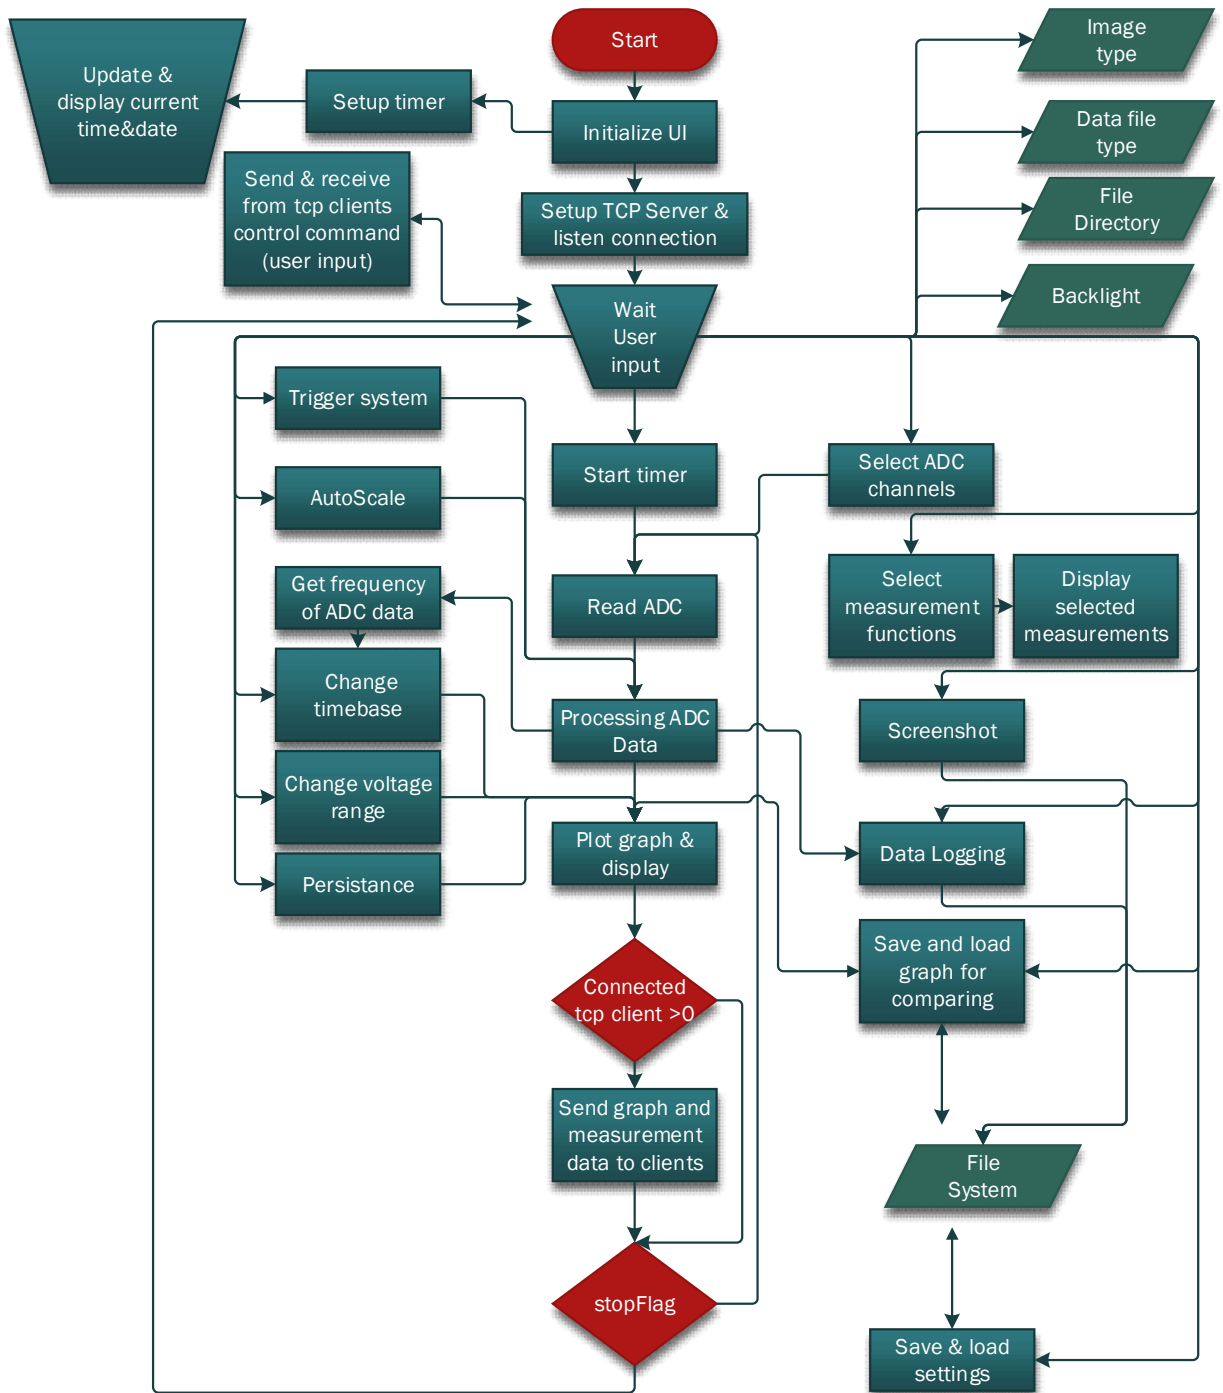 Start
Image
type
Update &
display current
time&date
Setup timer
Initialize UI
Data file
type
Send & receive
from tcp clients
control command
(user input)
Setup TCP Server &
listen connection
File
Directory
Wait
User
input
Backlight
Trigger system
Start timer
Select ADC
channels
AutoScale
Get frequency
of ADC data
Read ADC
Select
measurement
functions
Display
selected
measurements
Change
timebase
Processing ADC
Data
Screenshot
Change voltage
range
Plot graph &
display
Data Logging
Persistance
Save and load
graph for
comparing
Connected
tcp client >0
Send graph and
measurement
data to clients
File
System
stopFlag
Save & load
settings